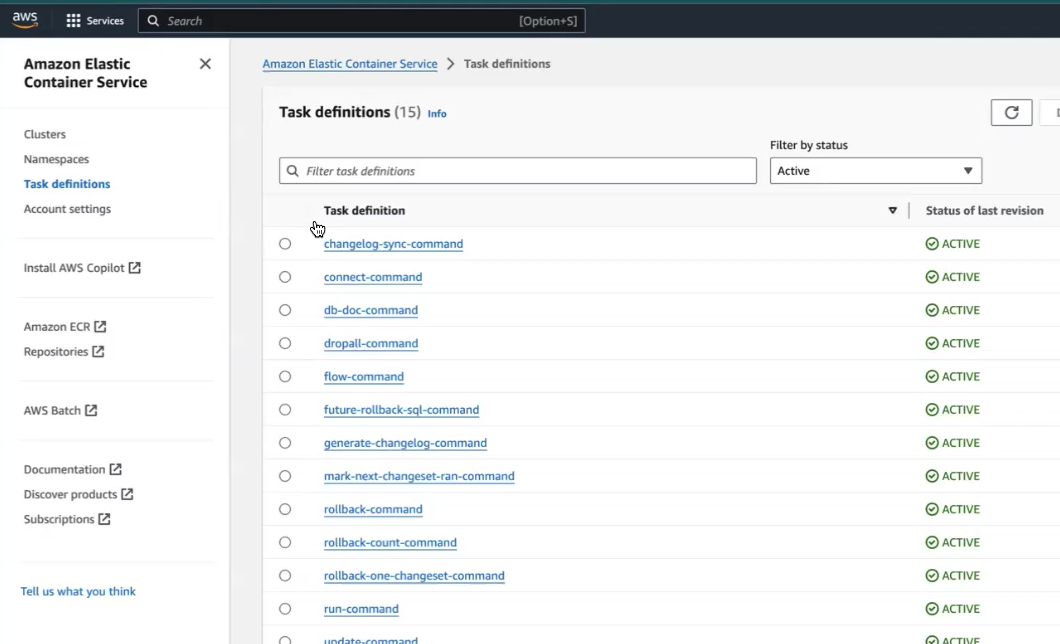 aws
Services
Search
[Option+S]
Amazon Elastic
Container Service
Clusters
Namespaces
Task definitions
Account settings
Install AWS Copilot
Amazon ECR
Repositories
AWS Batch
Documentation
Discover products
Subscriptions
Tell us what you think
Amazon Elastic Container Service > Task definitions
Task definitions (15) Info
Filter by status
Filter task definitions
Active
Task definition
Status of last revision
changelog-sync-command ACTIVE
connect-command ACTIVE
db-doc-command ACTIVE
dropall-command ACTIVE
flow-command ACTIVE
future-rollback-sql-command ACTIVE
generate-changelog-command ACTIVE
mark-next-changeset-ran-command ACTIVE
rollback-command ACTIVE
rollback-count-command ACTIVE
rollback-one-changeset-command ACTIVE
run-command ACTIVE
update-command ACTIVE